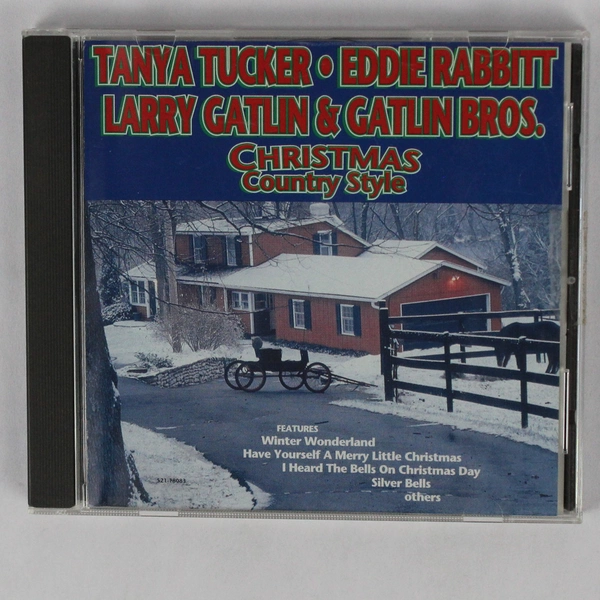 TANYA TUCKER • EDDIE RABBITT
LARRY GATLIN & GATLIN BROS.
CHRISTMAS
Country Style
FEATURES
Winter Wonderland
Have Yourself A Merry Little Christmas
I Heard The Bells On Christmas Day
Silver Bells
others